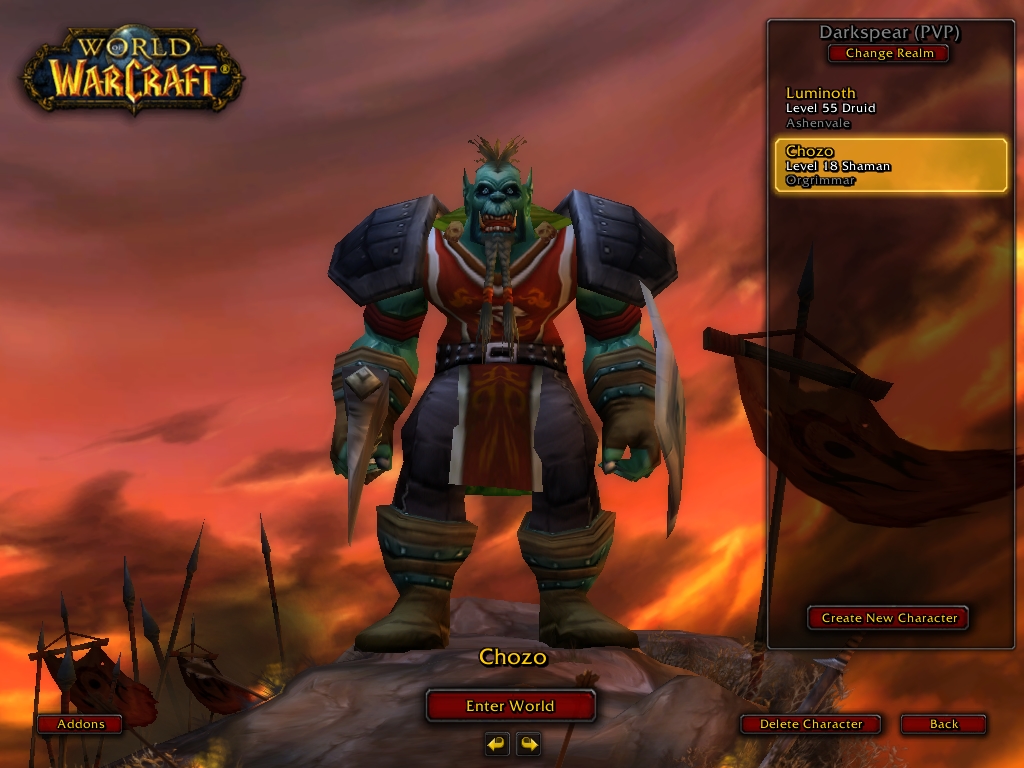 WORLD
OF
WARCRAFT®
Darkspear (PVP)
Change Realm
Luminoth
Level 55 Druid
Ashenvale
Chozo
Level 18 Shaman
Orgrimmar
Create New Character
Chozo
Enter World
Addons
Delete Character
Back